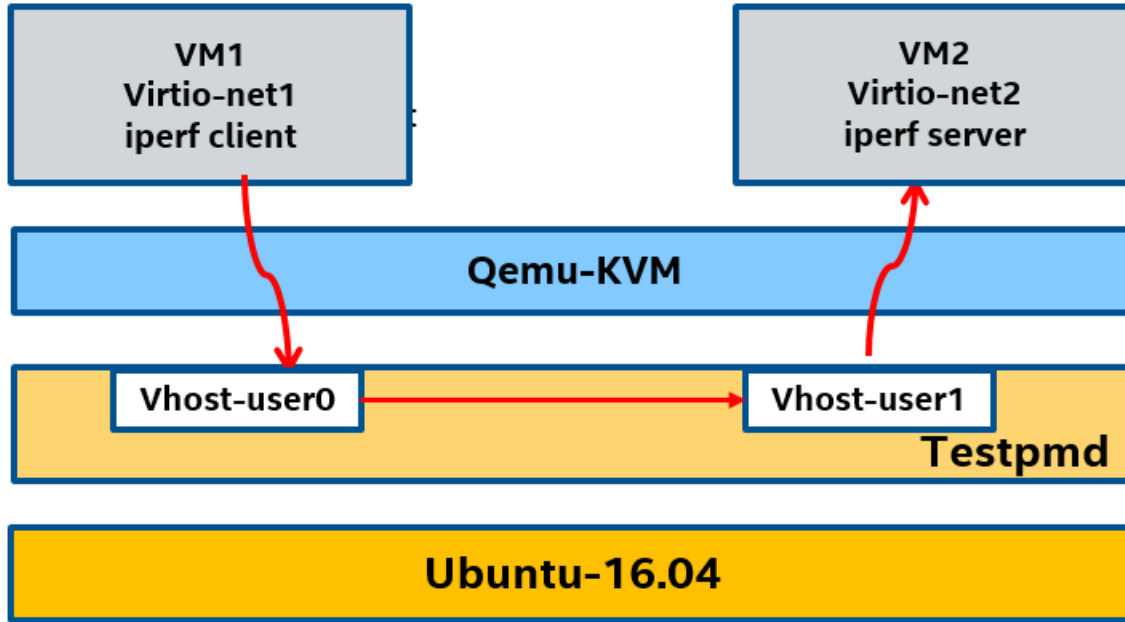 VM1
Virtio-net1
iperf client
VM2
Virtio-net2
iperf server
Qemu-KVM
Vhost-user0
Vhost-user1
Testpmd
Ubuntu-16.04